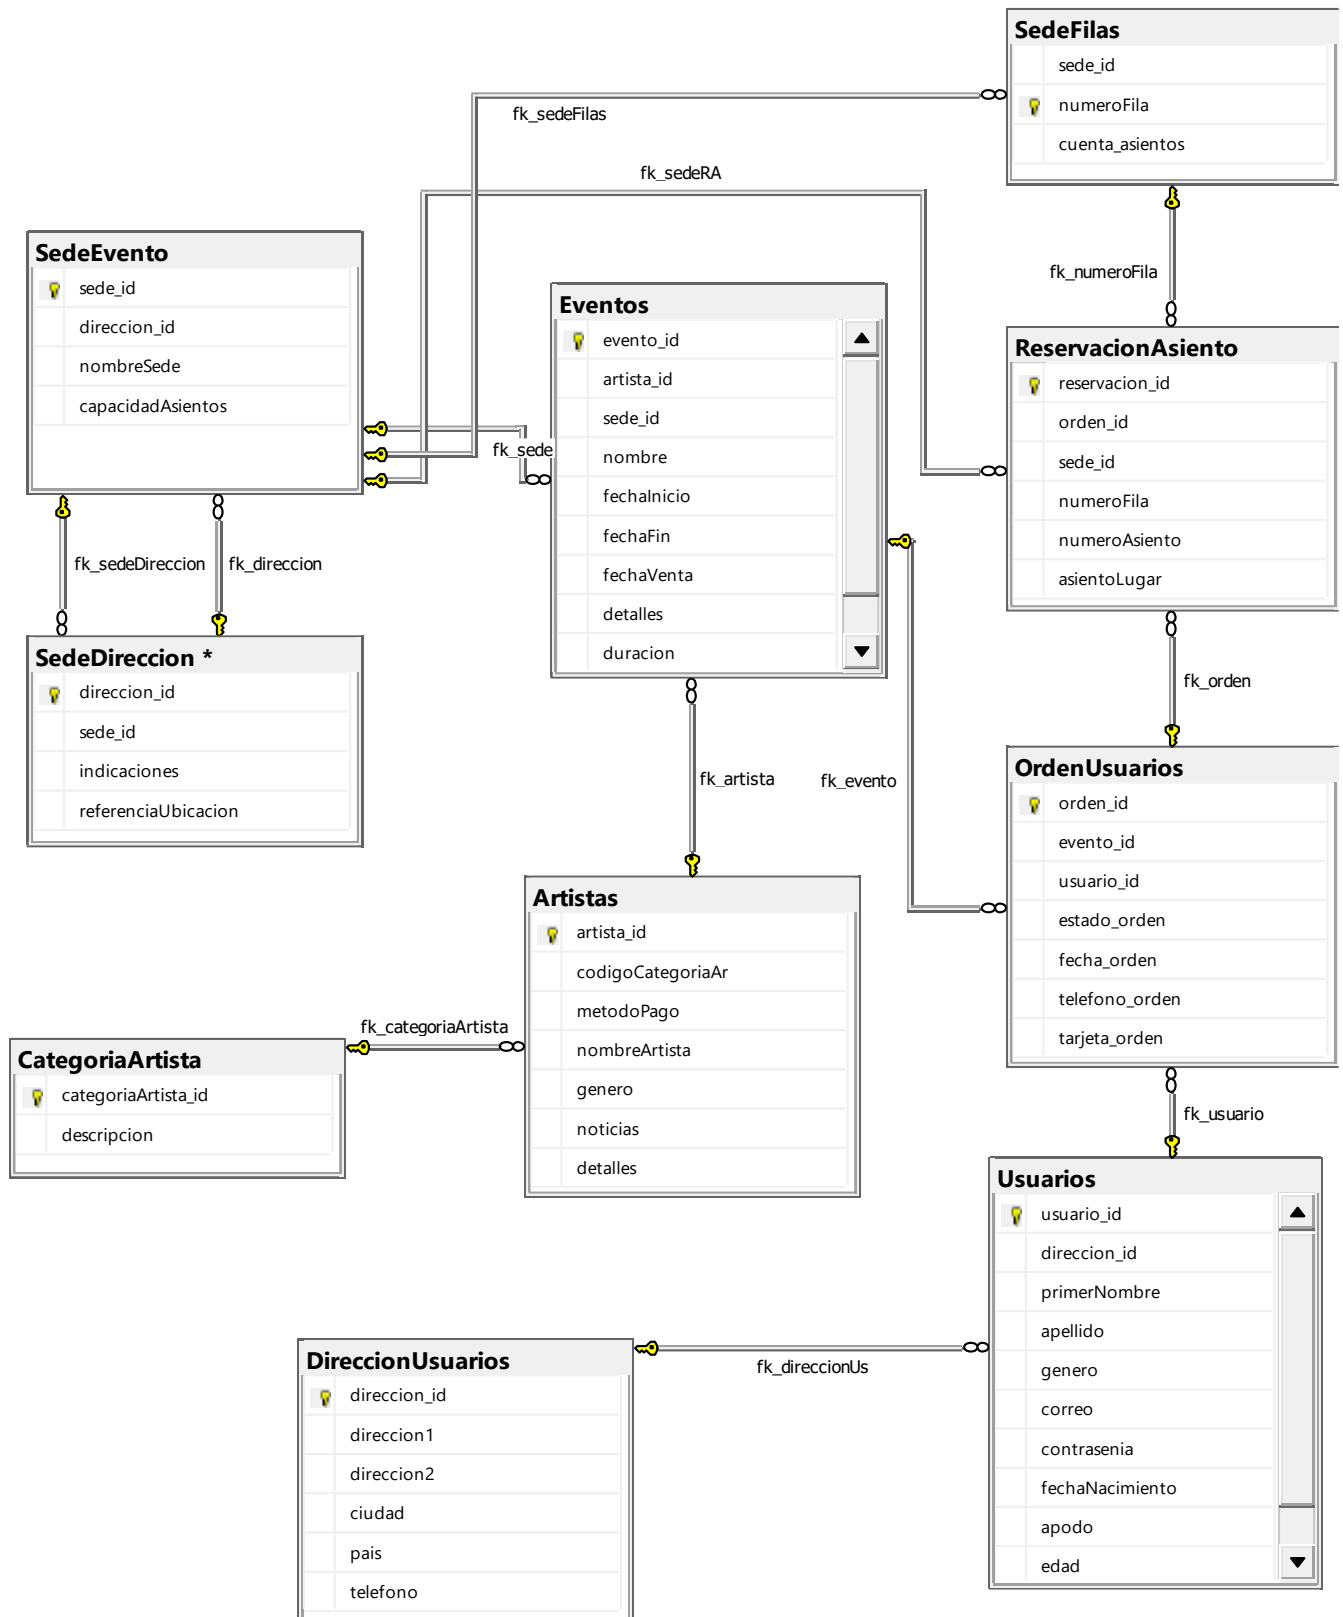 SedeFilas
sede_id
numeroFila
cuenta_asientos
fk_sedeFilas
fk_sedeRA
fk_numeroFila
SedeEvento
sede_id
direccion_id
nombreSede
capacidadAsientos
Eventos
evento_id
artista_id
sede_id
nombre
fechaInicio
fechaFin
fechaVenta
detalles
duracion
fk_sede
ReservacionAsiento
reservacion_id
orden_id
sede_id
numeroFila
numeroAsiento
asientoLugar
fk_sedeDireccion
fk_direccion
SedeDireccion *
direccion_id
sede_id
indicaciones
referenciaUbicacion
fk_orden
fk_artista
fk_evento
OrdenUsuarios
orden_id
evento_id
usuario_id
estado_orden
fecha_orden
telefono_orden
tarjeta_orden
Artistas
artista_id
codigoCategoriaAr
metodoPago
nombreArtista
genero
noticias
detalles
fk_categoriaArtista
CategoriaArtista
categoriaArtista_id
descripcion
fk_usuario
Usuarios
usuario_id
direccion_id
primerNombre
apellido
genero
correo
contrasenia
fechaNacimiento
apodo
edad
fk_direccionUs
DireccionUsuarios
direccion_id
direccion1
direccion2
ciudad
pais
telefono